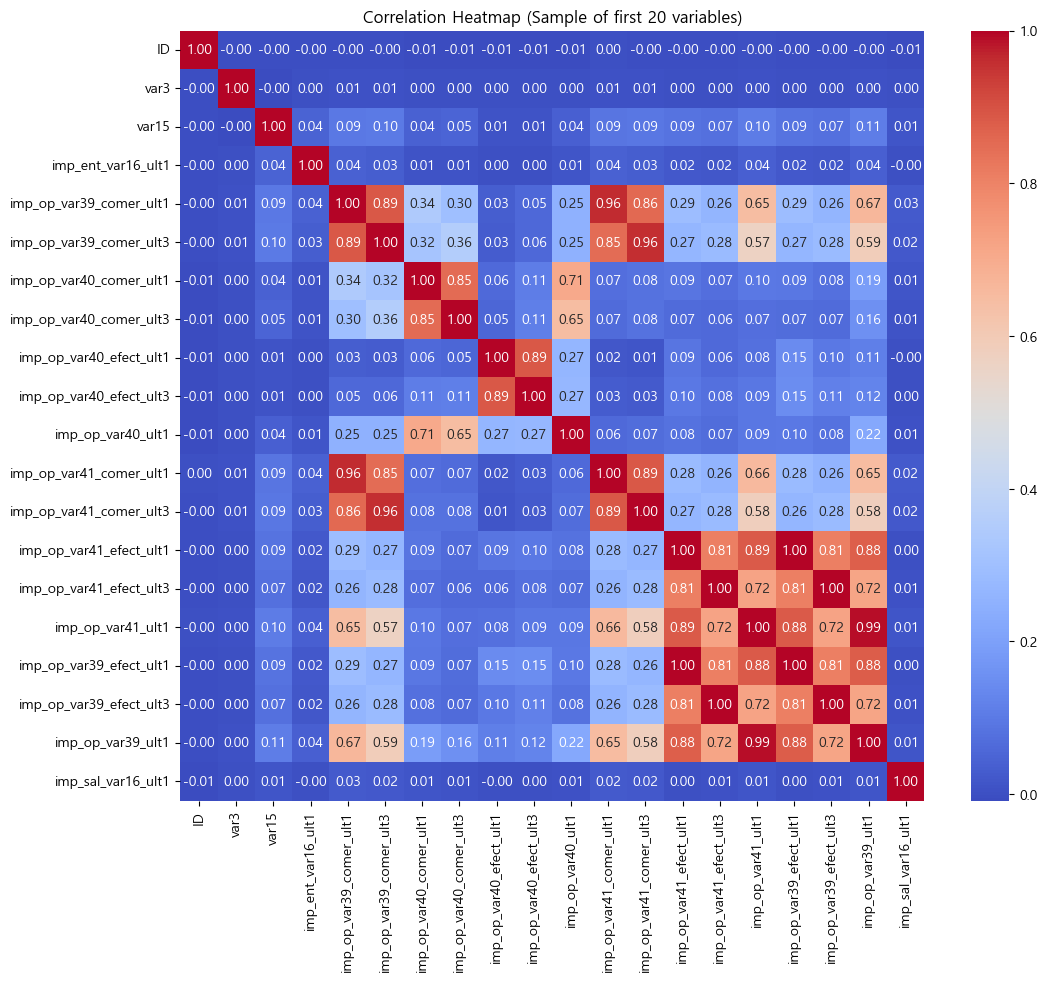 Correlation Heatmap (Sample of first 20 variables)
ID 1.00 -0.00 -0.00 -0.00 -0.00 -0.01 -0.01 -0.01 -0.01 -0.01 -0.01 0.00 -0.00 -0.00 -0.00 -0.00 -0.00 -0.00 -0.00 -0.01
var3 -0.00 1.00 -0.00 0.00 0.01 0.01 0.00 0.00 0.00 0.00 0.00 0.01 0.01 0.00 0.00 0.00 0.00 0.00 0.00 0.00
var15 -0.00 -0.00 1.00 0.04 0.09 0.10 0.04 0.05 0.01 0.01 0.04 0.09 0.09 0.09 0.07 0.10 0.09 0.07 0.11 0.01
imp_ent_var16_ult1 -0.00 0.00 0.04 1.00 0.04 0.03 0.01 0.01 0.00 0.00 0.01 0.04 0.03 0.02 0.02 0.04 0.02 0.02 0.04 -0.00
imp_op_var39_comer_ult1 -0.00 0.01 0.09 0.04 1.00 0.89 0.34 0.30 0.03 0.05 0.25 0.96 0.86 0.29 0.26 0.65 0.29 0.26 0.67 0.03
imp_op_var39_comer_ult3 -0.00 0.01 0.10 0.03 0.89 1.00 0.32 0.36 0.03 0.06 0.25 0.85 0.96 0.27 0.28 0.57 0.27 0.28 0.59 0.02
imp_op_var40_comer_ult1 -0.01 0.00 0.04 0.01 0.34 0.32 1.00 0.85 0.06 0.11 0.71 0.07 0.08 0.09 0.07 0.10 0.09 0.08 0.19 0.01
imp_op_var40_comer_ult3 -0.01 0.00 0.05 0.01 0.30 0.36 0.85 1.00 0.05 0.11 0.65 0.07 0.08 0.07 0.06 0.07 0.07 0.07 0.16 0.01
imp_op_var40_efect_ult1 -0.01 0.00 0.01 0.00 0.03 0.03 0.06 0.05 1.00 0.89 0.27 0.02 0.01 0.09 0.06 0.08 0.15 0.10 0.11 -0.00
imp_op_var40_efect_ult3 -0.01 0.00 0.01 0.00 0.05 0.06 0.11 0.11 0.89 1.00 0.27 0.03 0.03 0.10 0.08 0.09 0.15 0.11 0.12 0.00
imp_op_var40_ult1 -0.01 0.00 0.04 0.01 0.25 0.25 0.71 0.65 0.27 0.27 1.00 0.06 0.07 0.08 0.07 0.09 0.10 0.08 0.22 0.01
imp_op_var41_comer_ult1 0.00 0.01 0.09 0.04 0.96 0.85 0.07 0.07 0.02 0.03 0.06 1.00 0.89 0.28 0.26 0.66 0.28 0.26 0.65 0.02
imp_op_var41_comer_ult3 -0.00 0.01 0.09 0.03 0.86 0.96 0.08 0.08 0.01 0.03 0.07 0.89 1.00 0.27 0.28 0.58 0.26 0.28 0.58 0.02
imp_op_var41_efect_ult1 -0.00 0.00 0.09 0.02 0.29 0.27 0.09 0.07 0.09 0.10 0.08 0.28 0.27 1.00 0.81 0.89 1.00 0.81 0.88 0.00
imp_op_var41_efect_ult3 -0.00 0.00 0.07 0.02 0.26 0.28 0.07 0.06 0.06 0.08 0.07 0.26 0.28 0.81 1.00 0.72 0.81 1.00 0.72 0.01
imp_op_var41_ult1 -0.00 0.00 0.10 0.04 0.65 0.57 0.10 0.07 0.08 0.09 0.09 0.66 0.58 0.89 0.72 1.00 0.88 0.72 0.99 0.01
imp_op_var39_efect_ult1 -0.00 0.00 0.09 0.02 0.29 0.27 0.09 0.07 0.15 0.15 0.10 0.28 0.26 1.00 0.81 0.88 1.00 0.81 0.88 0.00
imp_op_var39_efect_ult3 -0.00 0.00 0.07 0.02 0.26 0.28 0.08 0.07 0.10 0.11 0.08 0.26 0.28 0.81 1.00 0.72 0.81 1.00 0.72 0.01
imp_op_var39_ult1 -0.00 0.00 0.11 0.04 0.67 0.59 0.19 0.16 0.11 0.12 0.22 0.65 0.58 0.88 0.72 0.99 0.88 0.72 1.00 0.01
imp_sal_var16_ult1 -0.01 0.00 0.01 -0.00 0.03 0.02 0.01 0.01 -0.00 0.00 0.01 0.02 0.02 0.00 0.01 0.01 0.00 0.01 0.01 1.00
ID
var3
var15
imp_ent_var16_ult1
imp_op_var39_comer_ult1
imp_op_var39_comer_ult3
imp_op_var40_comer_ult1
imp_op_var40_comer_ult3
imp_op_var40_efect_ult1
imp_op_var40_efect_ult3
imp_op_var40_ult1
imp_op_var41_comer_ult1
imp_op_var41_comer_ult3
imp_op_var41_efect_ult1
imp_op_var41_efect_ult3
imp_op_var41_ult1
imp_op_var39_efect_ult1
imp_op_var39_efect_ult3
imp_op_var39_ult1
imp_sal_var16_ult1
1.0
0.8
0.6
0.4
0.2
0.0